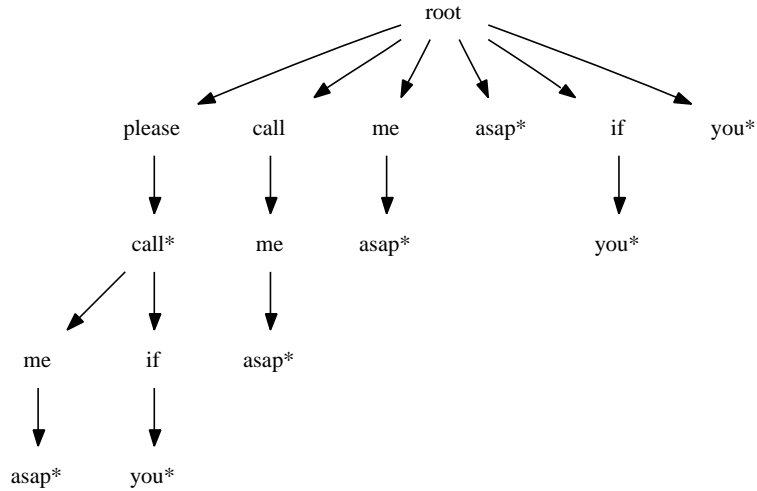 root
please call me asap* if you*
call* me asap* you*
me if asap*
asap* you*